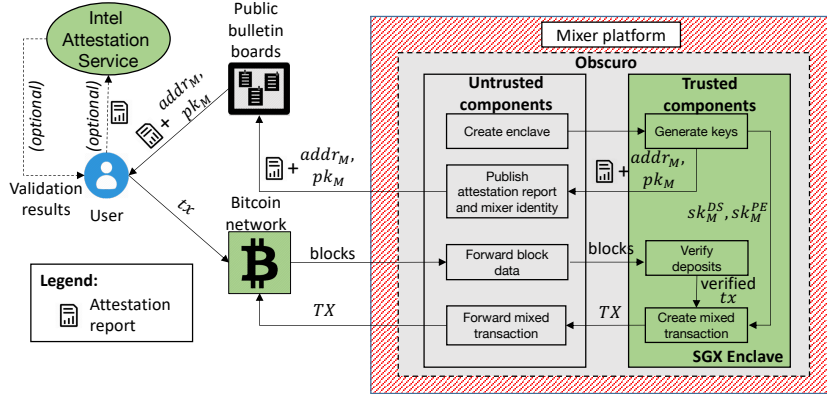 Intel
Attestation
Service
(optional)
(optional)
Validation
results
User
Public
bulletin
boards
+ addr_M,
pk_M
+ addr_M,
pk_M
tx
Bitcoin
network
blocks
TX
Legend:
Attestation
report
Mixer platform
Obscuro
Untrusted
components
Create enclave
Publish
attestation report
and mixer identity
Forward block
data
Forward mixed
transaction
+ addr_M,
pk_M
blocks
TX
Trusted
components
Generate keys
sk_M^DS, sk_M^PE
Verify
deposits
verified
tx
Create mixed
transaction
SGX Enclave